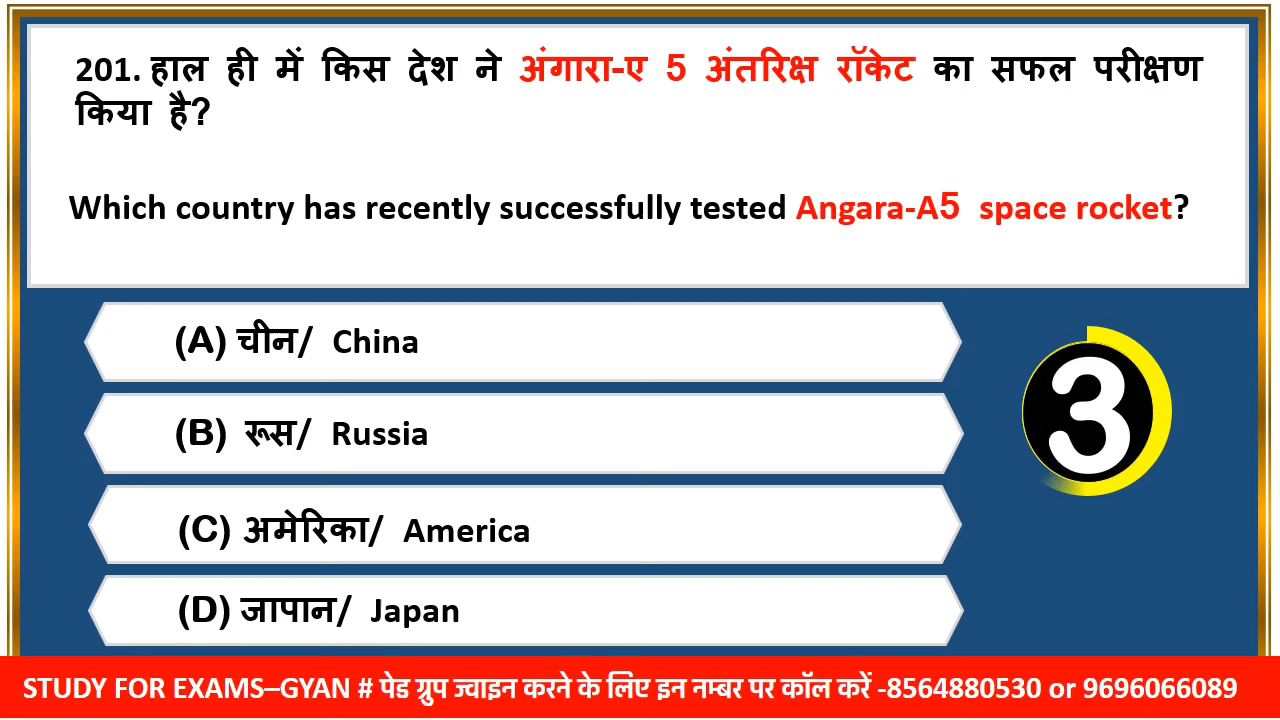 201. हाल ही में किस देश ने अंगारा-ए 5 अंतरिक्ष रॉकेट का सफल परीक्षण
किया है?
Which country has recently successfully tested Angara-A5 space rocket?
(A) चीन/ China
(B) रूस/ Russia
(C) अमेरिका/ America
(D) जापान/ Japan
3
STUDY FOR EXAMS–GYAN # पेड ग्रुप ज्वाइन करने के लिए इन नम्बर पर कॉल करें -8564880530 or 9696066089